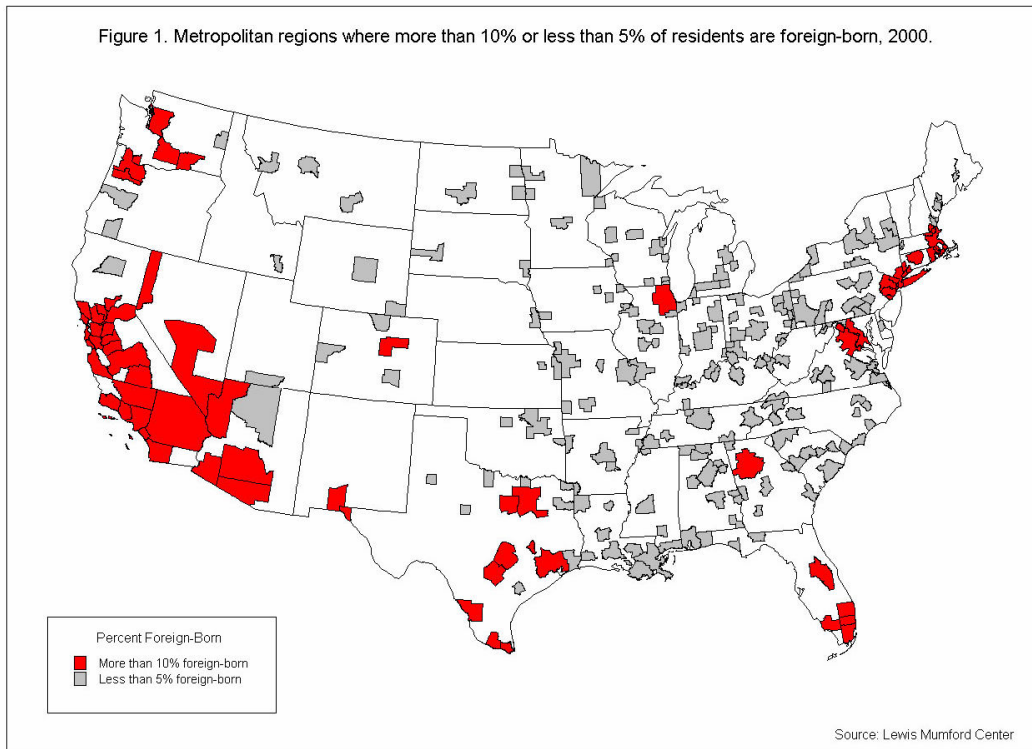 Figure 1. Metropolitan regions where more than 10% or less than 5% of residents are foreign-born, 2000.
Percent Foreign-Born
More than 10% foreign-born
Less than 5% foreign-born
Source: Lewis Mumford Center